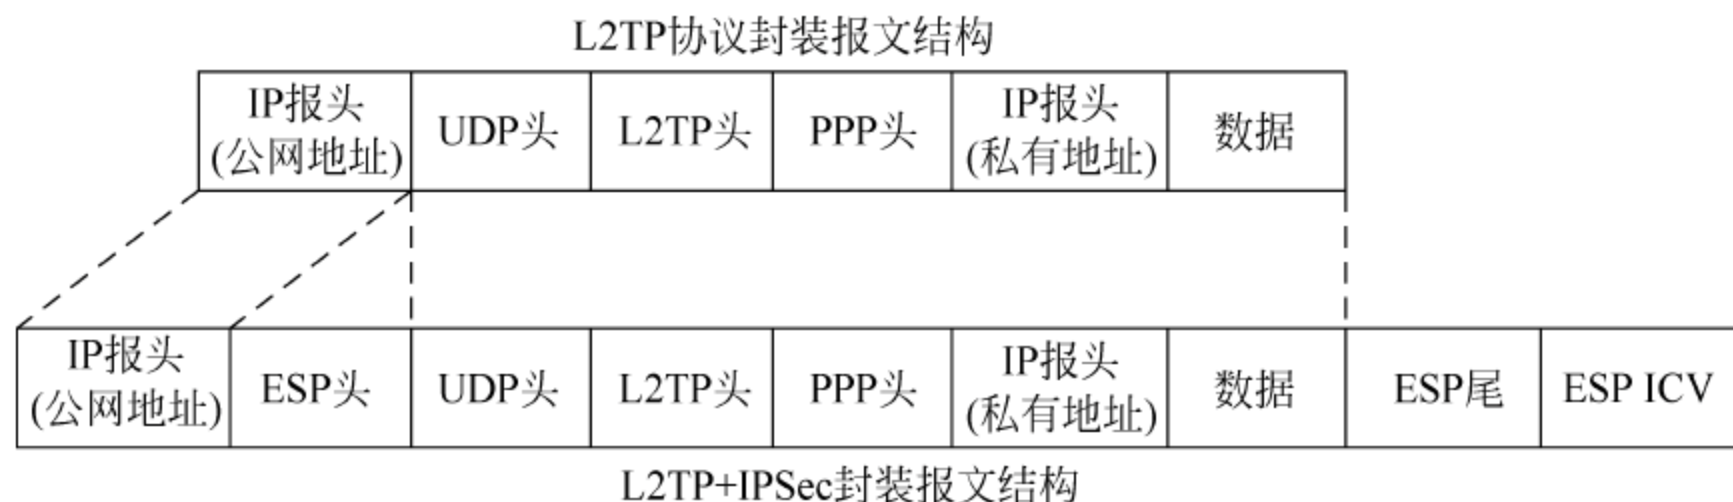 L2TP协议封装报文结构
IP报头
(公网地址)
UDP头
L2TP头
PPP头
IP报头
(私有地址)
数据
IP报头
(公网地址)
ESP头
UDP头
L2TP头
PPP头
IP报头
(私有地址)
数据
ESP尾
ESP ICV
L2TP+IPSec封装报文结构